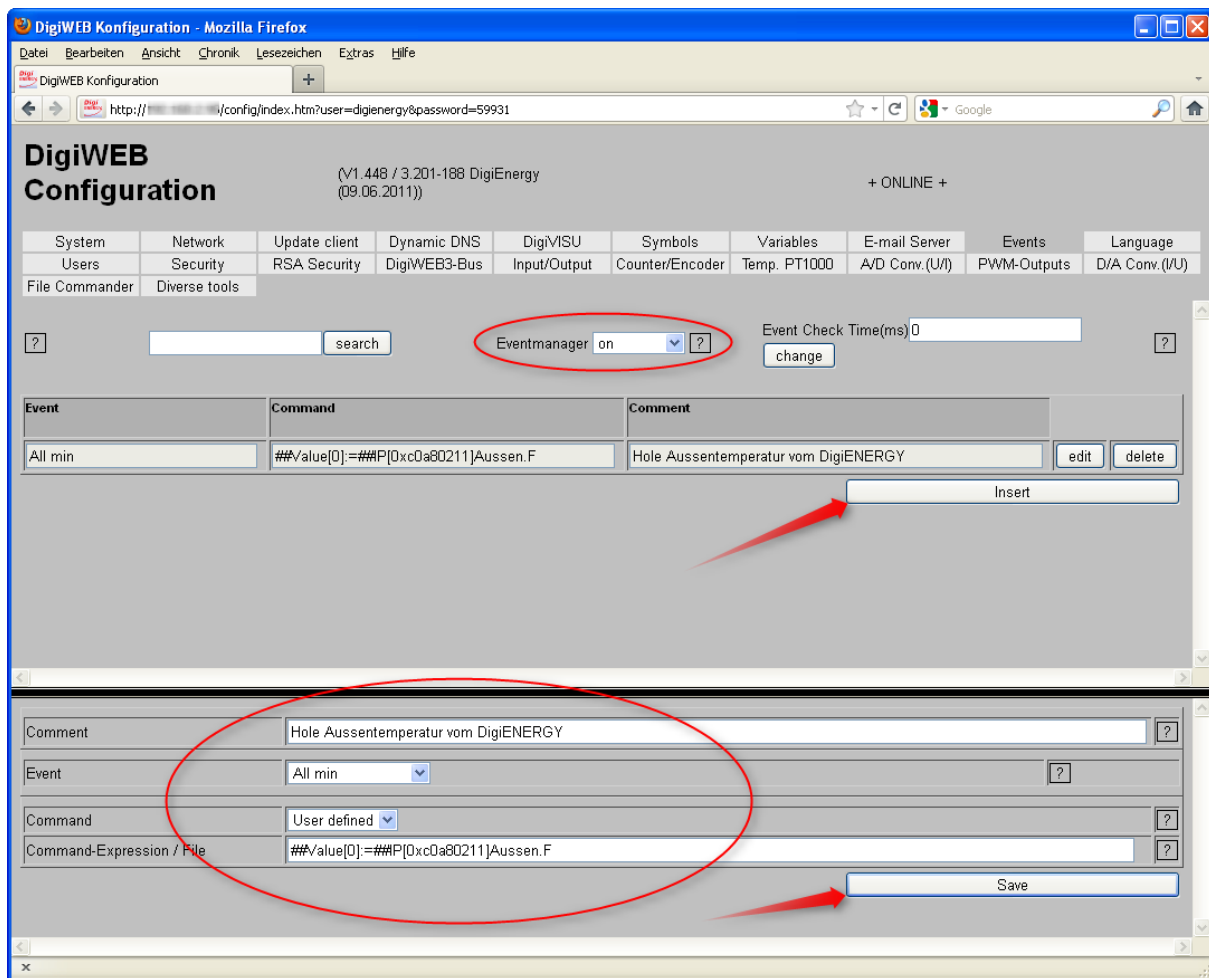 DigiWEB Konfiguration - Mozilla Firefox
Datei Bearbeiten Ansicht Chronik Lesezeichen Extras Hilfe
DigiWEB Konfiguration +
http:// /config/index.htm?user=digienergy&password=59931 Google
DigiWEB
Configuration
(V1.448 / 3.201-188 DigiEnergy
(09.06.2011))
+ ONLINE +
System Network Update client Dynamic DNS DigiVISU Symbols Variables E-mail Server Events Language
Users Security RSA Security DigiWEB3-Bus Input/Output Counter/Encoder Temp. PT1000 A/D Conv.(U/I) PWM-Outputs D/A Conv.(I/U)
File Commander Diverse tools
? search Eventmanager on ? Event Check Time(ms) 0 ?
change
Event Command Comment
All min ##Value[0]:=##IP[0xc0a80211]Aussen.F Hole Aussentemperatur vom DigiENERGY edit delete
Insert
Comment Hole Aussentemperatur vom DigiENERGY ?
Event All min ?
Command User defined ?
Command-Expression / File ##Value[0]:=##IP[0xc0a80211]Aussen.F ?
Save
x